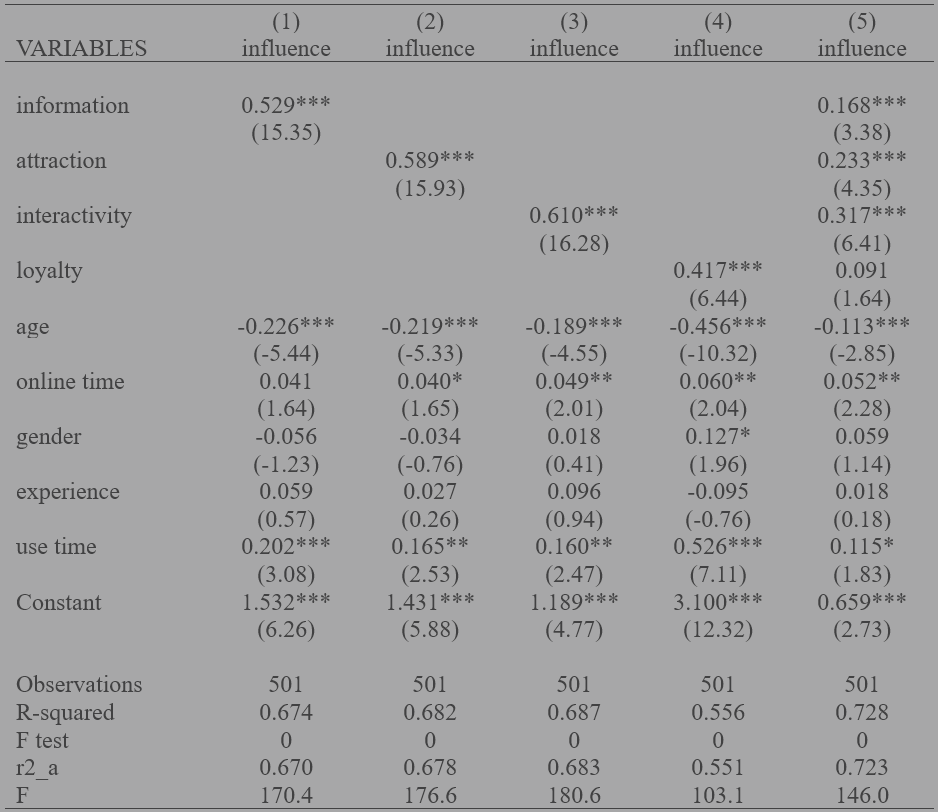 (1) (2) (3) (4) (5)
VARIABLES influence influence influence influence influence
information 0.529*** 0.168***
(15.35) (3.38)
attraction 0.589*** 0.233***
(15.93) (4.35)
interactivity 0.610*** 0.317***
(16.28) (6.41)
loyalty 0.417*** 0.091
(6.44) (1.64)
age -0.226*** -0.219*** -0.189*** -0.456*** -0.113***
(-5.44) (-5.33) (-4.55) (-10.32) (-2.85)
online time 0.041 0.040* 0.049** 0.060** 0.052**
(1.64) (1.65) (2.01) (2.04) (2.28)
gender -0.056 -0.034 0.018 0.127* 0.059
(-1.23) (-0.76) (0.41) (1.96) (1.14)
experience 0.059 0.027 0.096 -0.095 0.018
(0.57) (0.26) (0.94) (-0.76) (0.18)
use time 0.202*** 0.165** 0.160** 0.526*** 0.115*
(3.08) (2.53) (2.47) (7.11) (1.83)
Constant 1.532*** 1.431*** 1.189*** 3.100*** 0.659***
(6.26) (5.88) (4.77) (12.32) (2.73)
Observations 501 501 501 501 501
R-squared 0.674 0.682 0.687 0.556 0.728
F test 0 0 0 0 0
r2_a 0.670 0.678 0.683 0.551 0.723
F 170.4 176.6 180.6 103.1 146.0